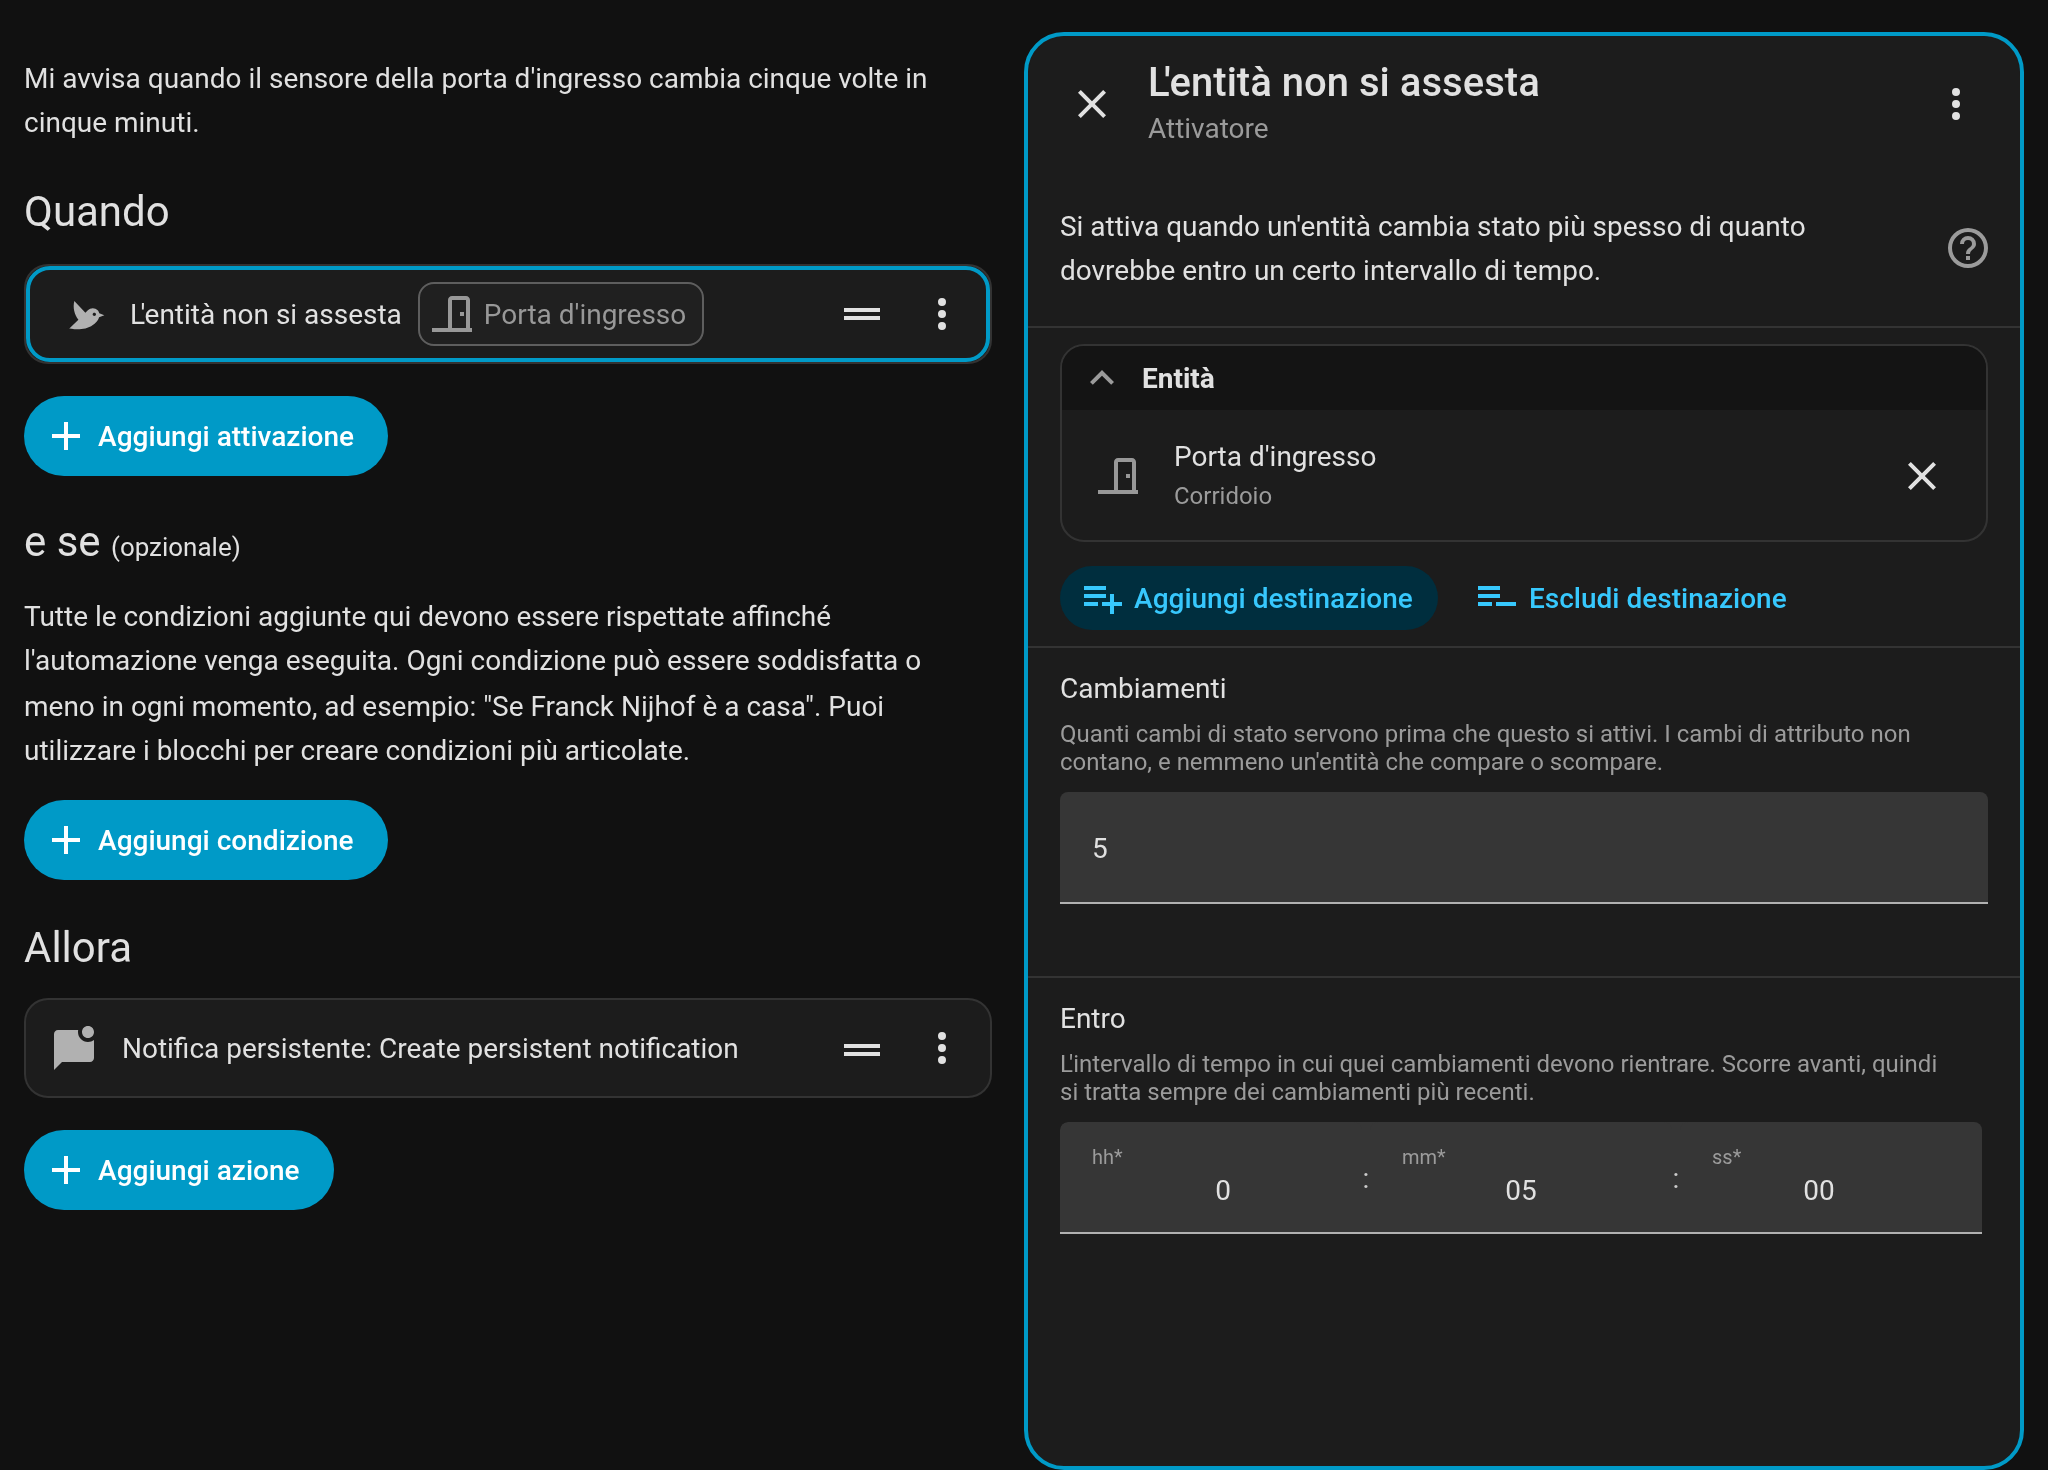 Mi avvisa quando il sensore della porta d'ingresso cambia cinque volte in
cinque minuti.
Quando
L'entità non si assesta
Porta d'ingresso
Aggiungi attivazione
e se (opzionale)
Tutte le condizioni aggiunte qui devono essere rispettate affinché
l'automazione venga eseguita. Ogni condizione può essere soddisfatta o
meno in ogni momento, ad esempio: "Se Franck Nijhof è a casa". Puoi
utilizzare i blocchi per creare condizioni più articolate.
Aggiungi condizione
Allora
Notifica persistente: Create persistent notification
Aggiungi azione
L'entità non si assesta
Attivatore
Si attiva quando un'entità cambia stato più spesso di quanto
dovrebbe entro un certo intervallo di tempo.
Entità
Porta d'ingresso
Corridoio
Aggiungi destinazione
Escludi destinazione
Cambiamenti
Quanti cambi di stato servono prima che questo si attivi. I cambi di attributo non
contano, e nemmeno un'entità che compare o scompare.
5
Entro
L'intervallo di tempo in cui quei cambiamenti devono rientrare. Scorre avanti, quindi
si tratta sempre dei cambiamenti più recenti.
hh* mm* ss*
0 : 05 : 00